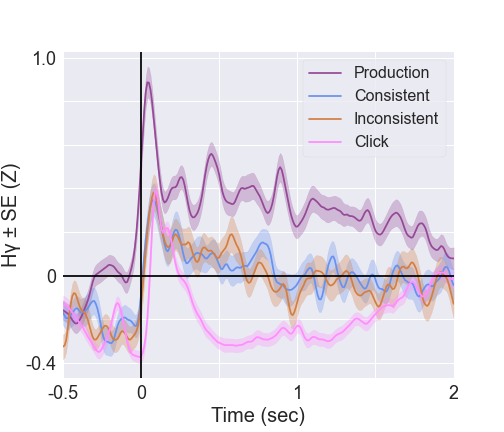 1.0
Production
Consistent
Inconsistent
Click
Hγ ± SE (Z)
0
-0.4
-0.5 0 1 2
Time (sec)